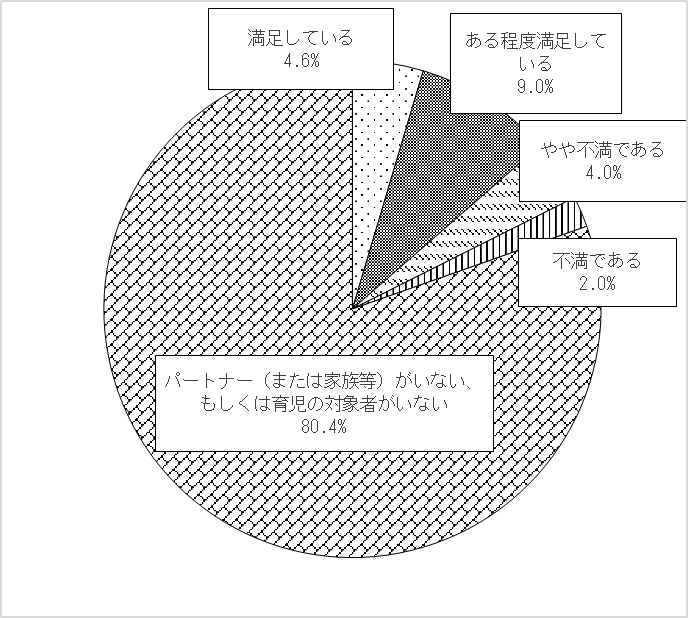 満足している
4.6%
ある程度満足して
いる
9.0%
やや不満である
4.0%
不満である
2.0%
パートナー（または家族等）がいない、
もしくは育児の対象者がいない
80.4%